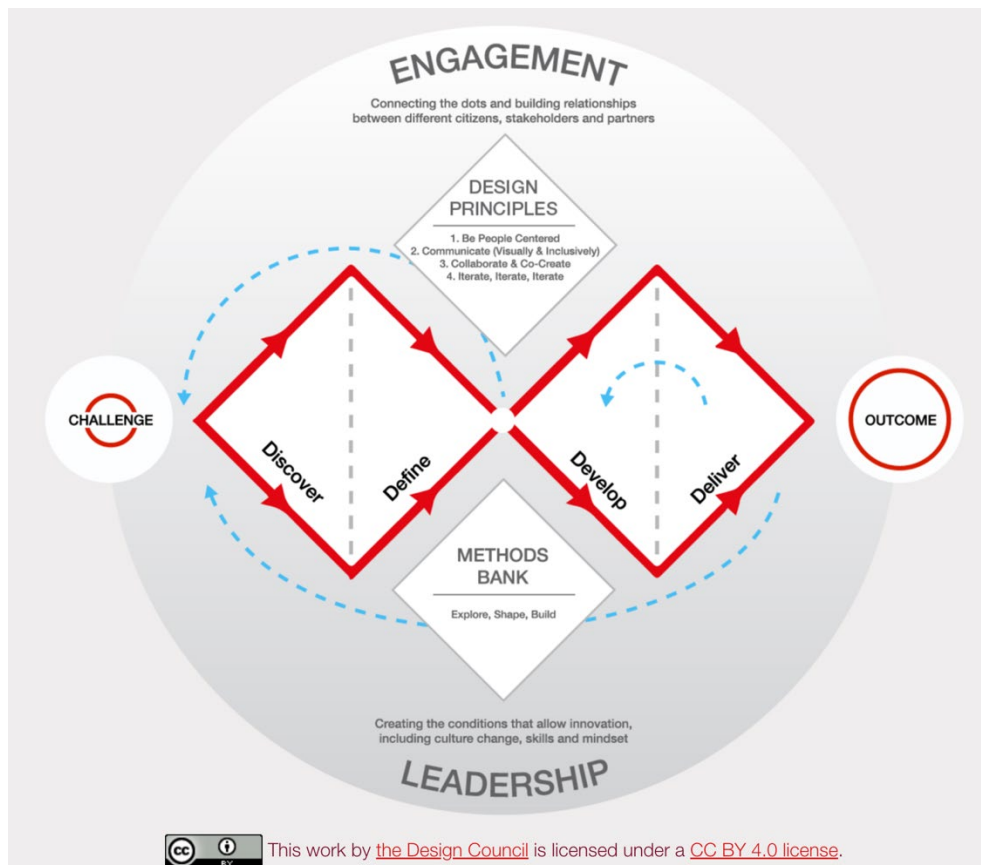 ENGAGEMENT
Connecting the dots and building relationships
between different citizens, stakeholders and partners
DESIGN
PRINCIPLES
1. Be People Centered
2. Communicate (Visually & Inclusively)
3. Collaborate & Co-Create
4. Iterate, Iterate, Iterate
CHALLENGE
Discover
Define
Develop
Deliver
OUTCOME
METHODS
BANK
Explore, Shape, Build
Creating the conditions that allow innovation,
including culture change, skills and mindset
LEADERSHIP
cc
BY
This work by the Design Council is licensed under a CC BY 4.0 license.